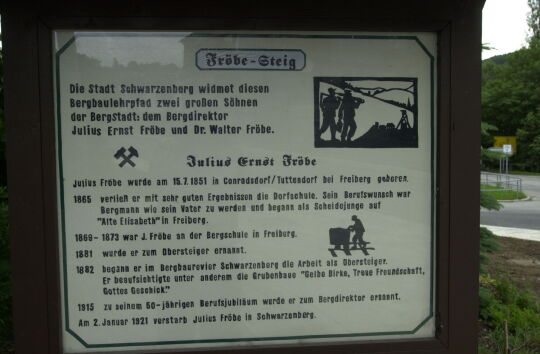 Fröbe-Steig
Die Stadt Schwarzenberg widmet diesen
Bergbaulehrpfad zwei großen Söhnen
der Bergstadt: dem Bergdirektor
Julius Ernst Fröbe und Dr. Walter Fröbe.
Julius Ernst Fröbe
Julius Fröbe wurde am 15.7.1851 in Conradsdorf/Tuttendorf bei Freiberg geboren.
1865 verließ er mit sehr guten Ergebnissen die Dorfschule. Sein Berufswunsch war
Bergmann wie sein Vater zu werden und begann als Scheidejunge auf
"Alte Elisabeth" in Freiberg.
1869-1873 war J. Fröbe an der Bergschule in Freiberg.
1881 wurde er zum Obersteiger ernannt.
1882 begann er im Bergbaurevier Schwarzenberg die Arbeit als Obersteiger.
Er beaufsichtigte unter anderem die Grubenbaue "Gelbe Birke, Treue Freundschaft,
Gottes Geschick"
1915 zu seinem 50-jährigen Berufsjubiläum wurde er zum Bergdirektor ernannt.
Am 2. Januar 1921 verstarb Julius Fröbe in Schwarzenberg.